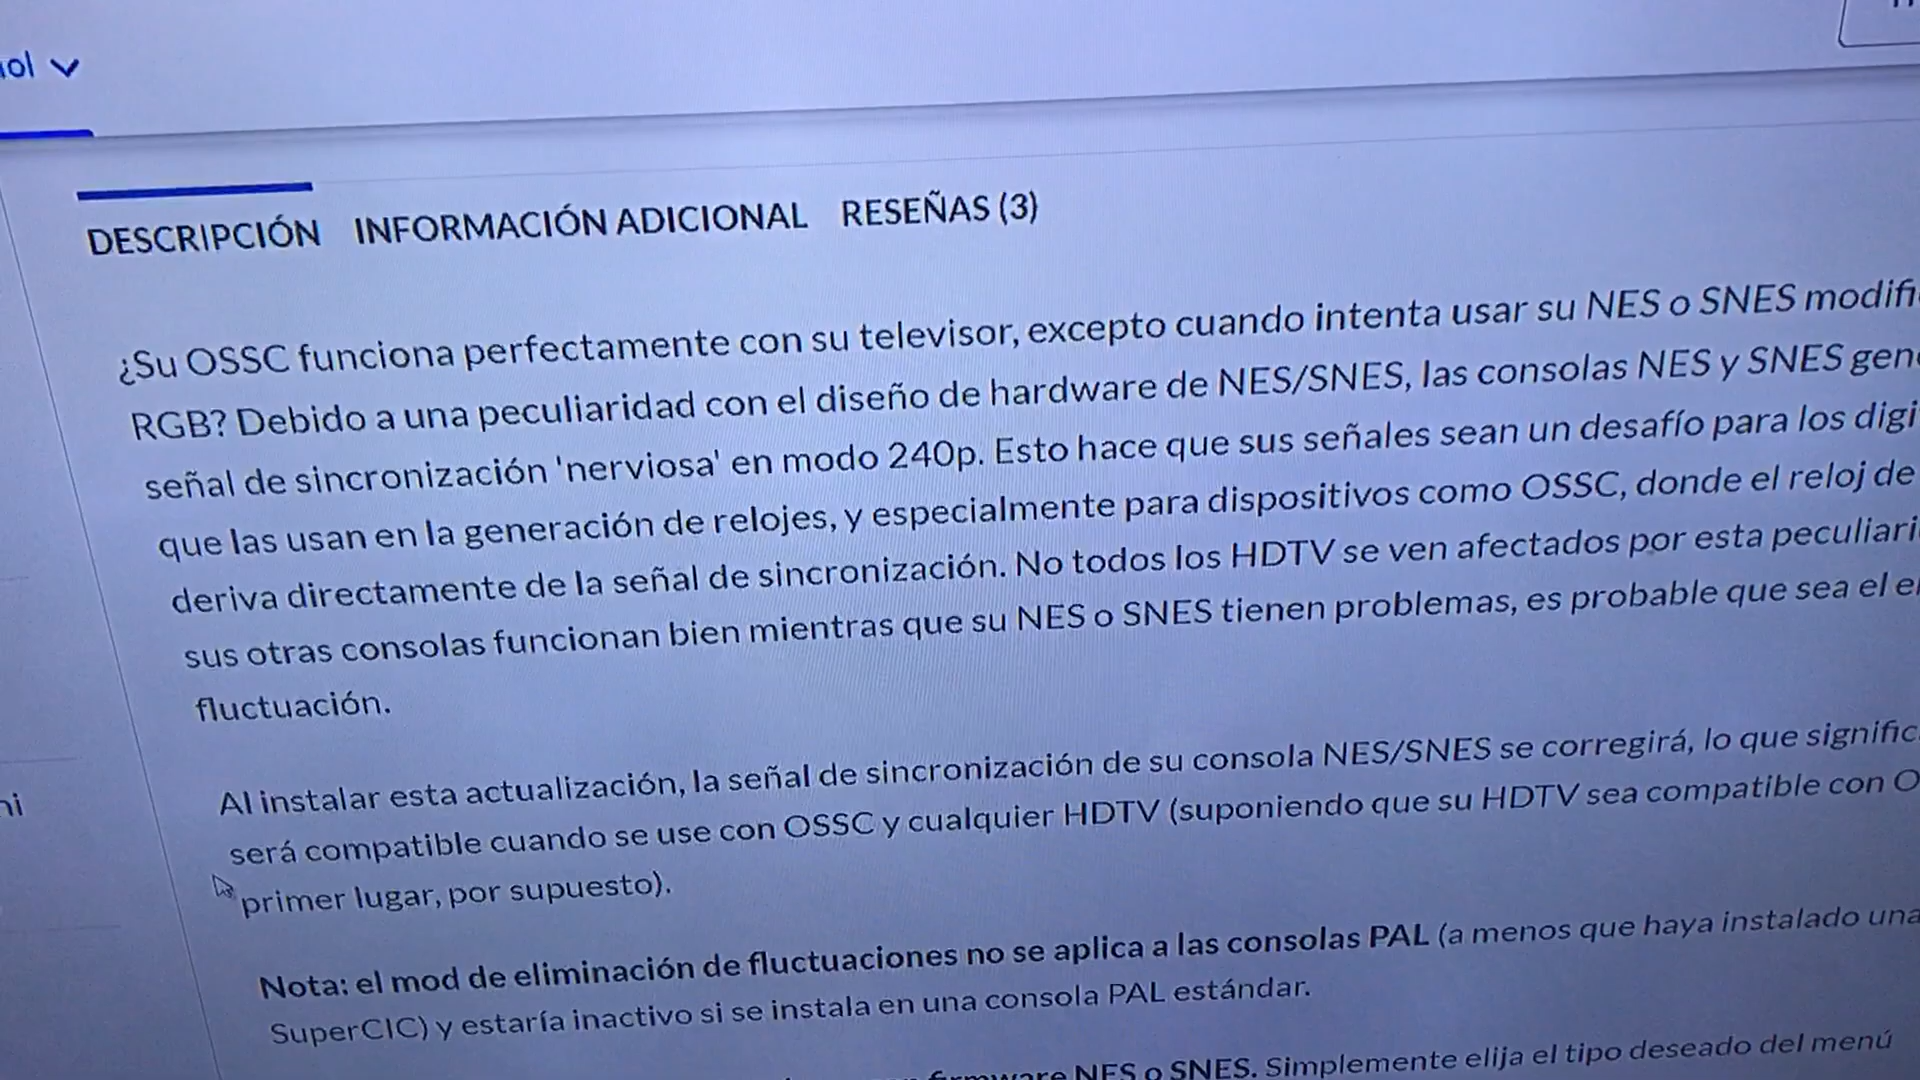 DESCRIPCIÓN INFORMACIÓN ADICIONAL RESEÑAS (3)
¿Su OSSC funciona perfectamente con su televisor, excepto cuando intenta usar su NES o SNES
RGB? Debido a una peculiaridad con el diseño de hardware de NES/SNES, las consolas NES y SNES
señal de sincronización 'nerviosa' en modo 240p. Esto hace que sus señales sean un desafío para los
que las usan en la generación de relojes, y especialmente para dispositivos como OSSC, donde el reloj de
deriva directamente de la señal de sincronización. No todos los HDTV se ven afectados por esta
sus otras consolas funcionan bien mientras que su NES o SNES tienen problemas, es probable que sea el
fluctuación.
Al instalar esta actualización, la señal de sincronización de su consola NES/SNES se corregirá, lo que
será compatible cuando se use con OSSC y cualquier HDTV (suponiendo que su HDTV sea compatible con
primer lugar, por supuesto).
Nota: el mod de eliminación de fluctuaciones no se aplica a las consolas PAL (a menos que haya instalado una
SuperCIC) y estaría inactivo si se instala en una consola PAL estándar.
firmware NES o SNES. Simplemente elija el tipo deseado del menú